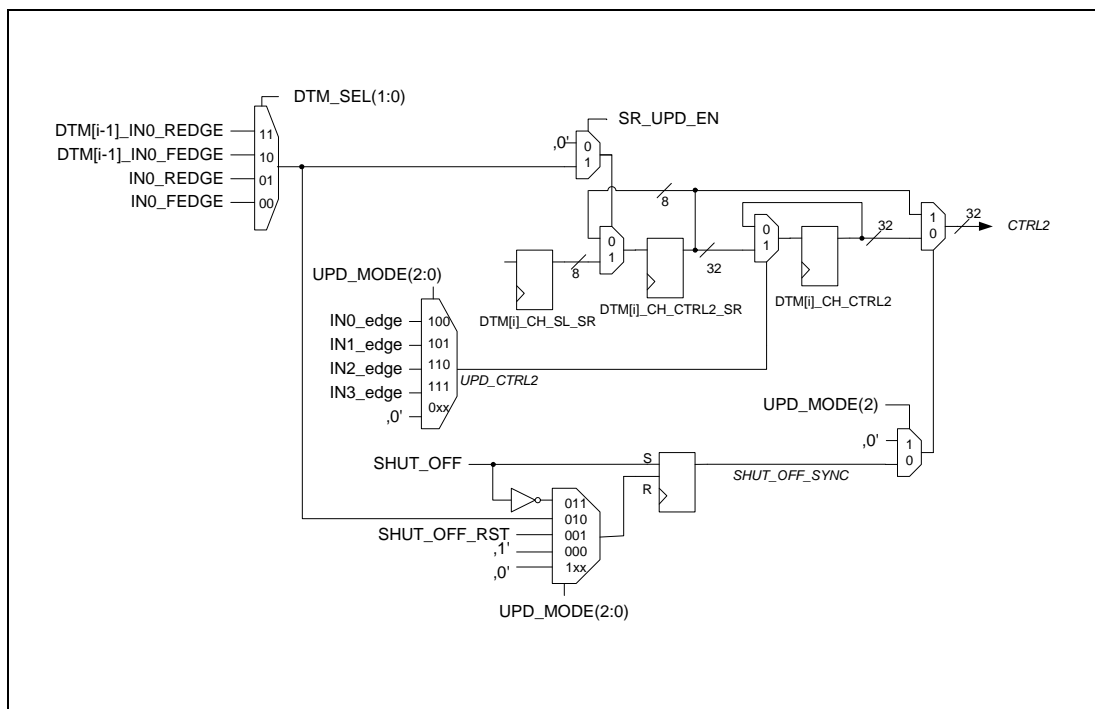 DTM_SEL(1:0)
DTM[i-1]_IN0_REDGE
11
DTM[i-1]_IN0_FEDGE
10
IN0_REDGE
01
IN0_FEDGE
00
SR_UPD_EN
‚0'
0
1
8
0
1
8
32
0
1
32
1
0
32
CTRL2
DTM[i]_CH_SL_SR
DTM[i]_CH_CTRL2_SR
DTM[i]_CH_CTRL2
UPD_MODE(2:0)
IN0_edge
100
IN1_edge
101
IN2_edge
110
IN3_edge
111
‚0'
0xx
UPD_CTRL2
UPD_MODE(2)
‚0'
1
0
SHUT_OFF
S
R
SHUT_OFF_SYNC
011
010
SHUT_OFF_RST
001
‚1'
000
‚0'
1xx
UPD_MODE(2:0)